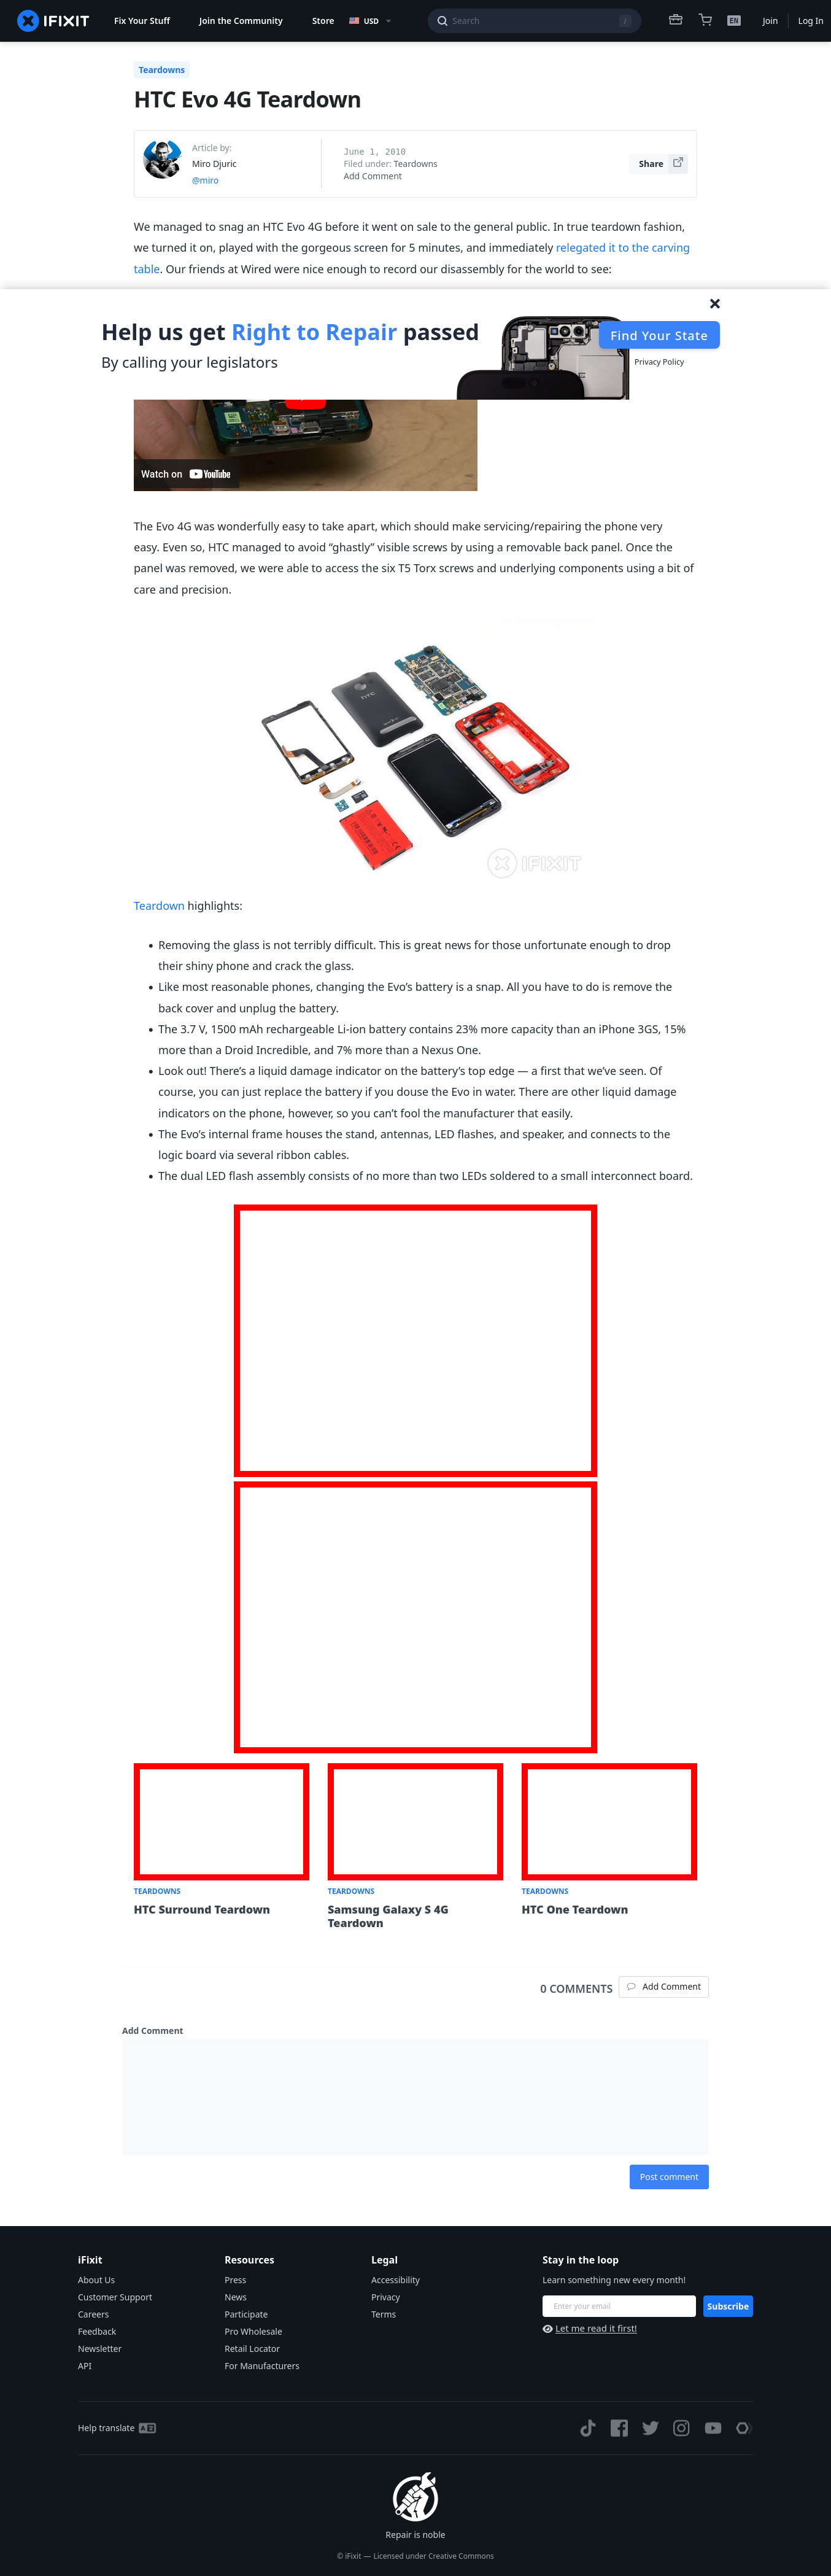 IFIXIT
Fix Your Stuff
Join the Community
Store
USD
Search
/
EN
Join
Log In
Teardowns
HTC Evo 4G Teardown
Article by:
Miro Djuric
@miro
June 1, 2010
Filed under: Teardowns
Add Comment
Share
We managed to snag an HTC Evo 4G before it went on sale to the general public. In true teardown fashion,
we turned it on, played with the gorgeous screen for 5 minutes, and immediately relegated it to the carving
table. Our friends at Wired were nice enough to record our disassembly for the world to see:
Help us get Right to Repair passed
By calling your legislators
Find Your State
Privacy Policy
Watch on YouTube
The Evo 4G was wonderfully easy to take apart, which should make servicing/repairing the phone very
easy. Even so, HTC managed to avoid “ghastly” visible screws by using a removable back panel. Once the
panel was removed, we were able to access the six T5 Torx screws and underlying components using a bit of
care and precision.
hTC
IFIXIT
Teardown highlights:
Removing the glass is not terribly difficult. This is great news for those unfortunate enough to drop
their shiny phone and crack the glass.
Like most reasonable phones, changing the Evo’s battery is a snap. All you have to do is remove the
back cover and unplug the battery.
The 3.7 V, 1500 mAh rechargeable Li-ion battery contains 23% more capacity than an iPhone 3GS, 15%
more than a Droid Incredible, and 7% more than a Nexus One.
Look out! There’s a liquid damage indicator on the battery’s top edge — a first that we’ve seen. Of
course, you can just replace the battery if you douse the Evo in water. There are other liquid damage
indicators on the phone, however, so you can’t fool the manufacturer that easily.
The Evo’s internal frame houses the stand, antennas, LED flashes, and speaker, and connects to the
logic board via several ribbon cables.
The dual LED flash assembly consists of no more than two LEDs soldered to a small interconnect board.
TEARDOWNS
HTC Surround Teardown
TEARDOWNS
Samsung Galaxy S 4G
Teardown
TEARDOWNS
HTC One Teardown
0 COMMENTS
Add Comment
Add Comment
Post comment
iFixit
About Us
Customer Support
Careers
Feedback
Newsletter
API
Resources
Press
News
Participate
Pro Wholesale
Retail Locator
For Manufacturers
Legal
Accessibility
Privacy
Terms
Stay in the loop
Learn something new every month!
Enter your email
Subscribe
Let me read it first!
Help translate
Repair is noble
© iFixit — Licensed under Creative Commons